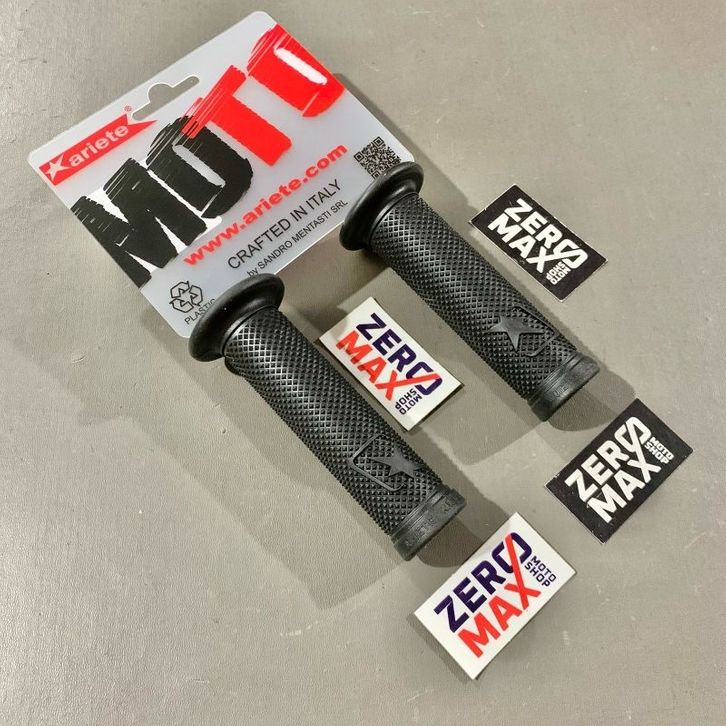 ariete®
MOTO
www.ariete.com
CRAFTED IN ITALY
by SANDRO MENTASTI SRL
PLASTIC
ZERO
MAX
MOTO
SHOP
ZERO
MAX
MOTO
SHOP
ZERO
MAX
MOTO
SHOP
ZERO
MAX
MOTO
SHOP